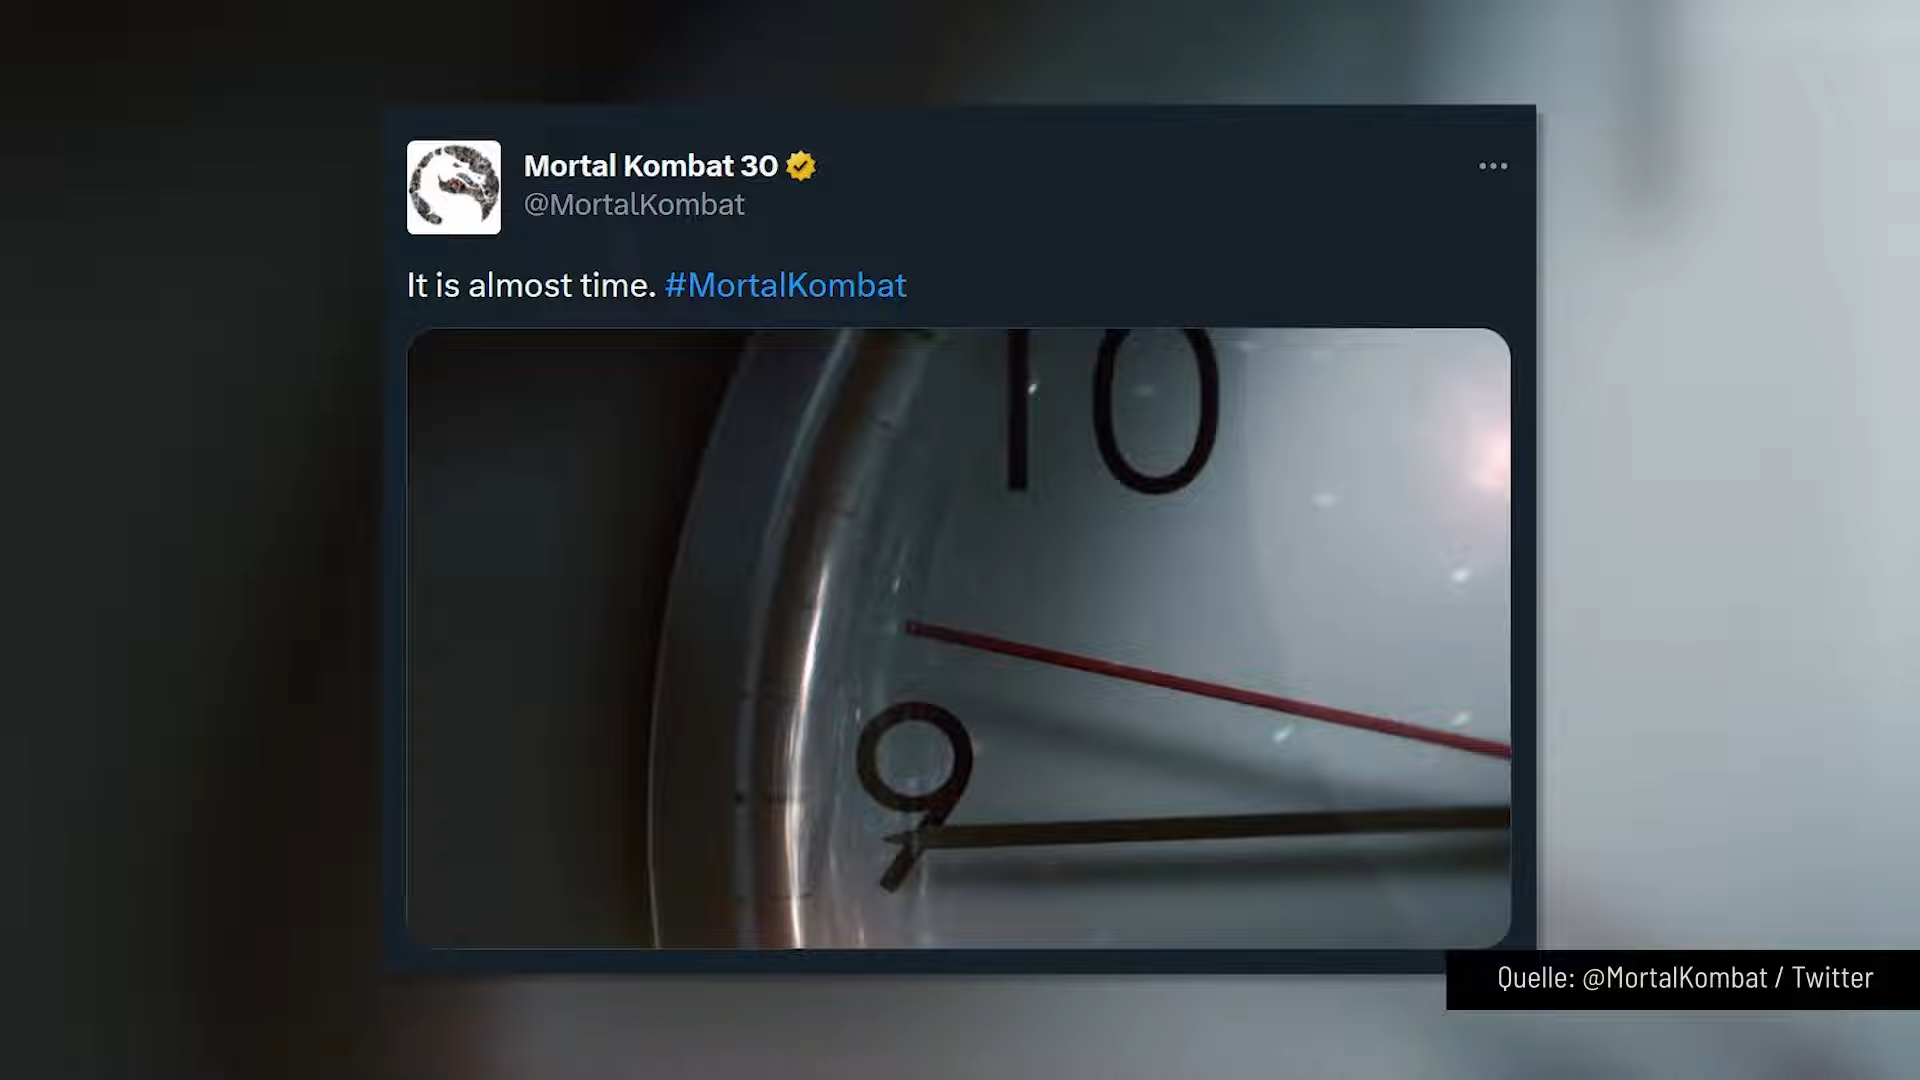 Mortal Kombat 30
@MortalKombat
It is almost time. #MortalKombat
10
9
Quelle: @MortalKombat / Twitter